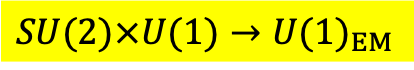 SU(2)×U(1) → U(1)EM